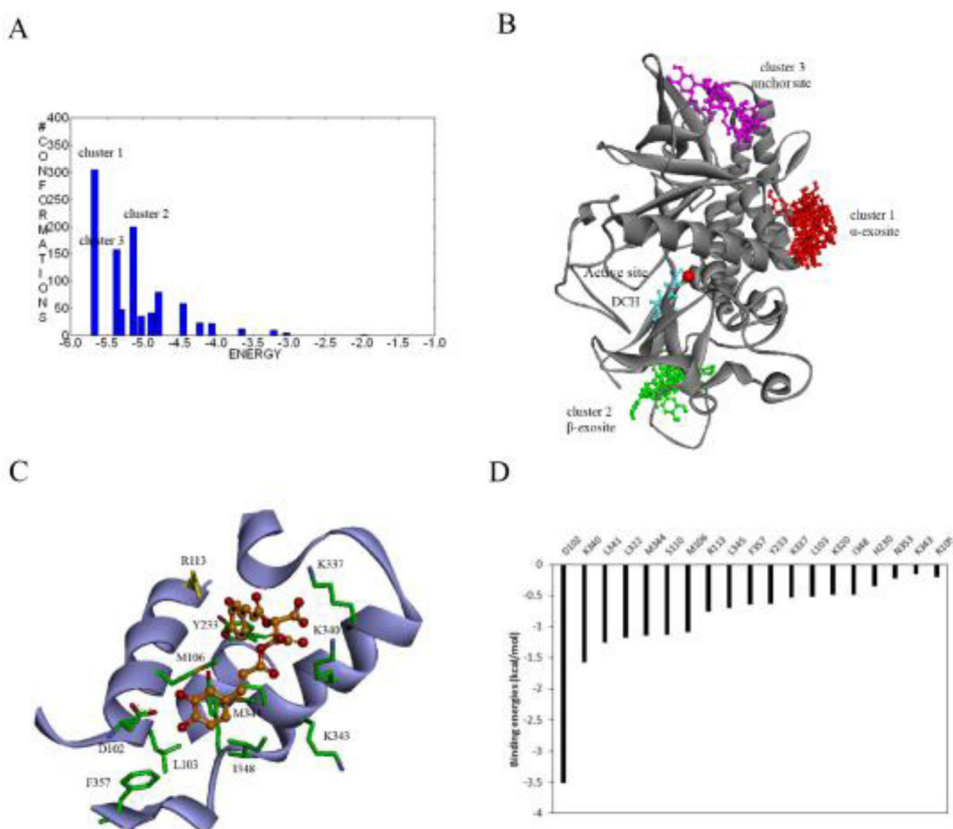 A
#CONFORMATIONS
400
350
300
250
200
150
100
50
0
cluster 1
cluster 2
cluster 3
-6.0 -5.5 -5.0 -4.5 -4.0 -3.5 -3.0 -2.5 -2.0 -1.5 -1.0
ENERGY
B
cluster 3
anchor site
cluster 1
α-exosite
Active site
DCH
cluster 2
β-exosite
C
R113
K337
Y233
K340
M106
M344
D102
K343
L103
I348
F357
D
D102 K340 L341 L322 M344 S110 M106 R113 L345 F357 Y233 K337 L103 K320 I348 H230 N353 K343 K105
Binding energies (kcal/mol)
0
-0.5
-1
-1.5
-2
-2.5
-3
-3.5
-4